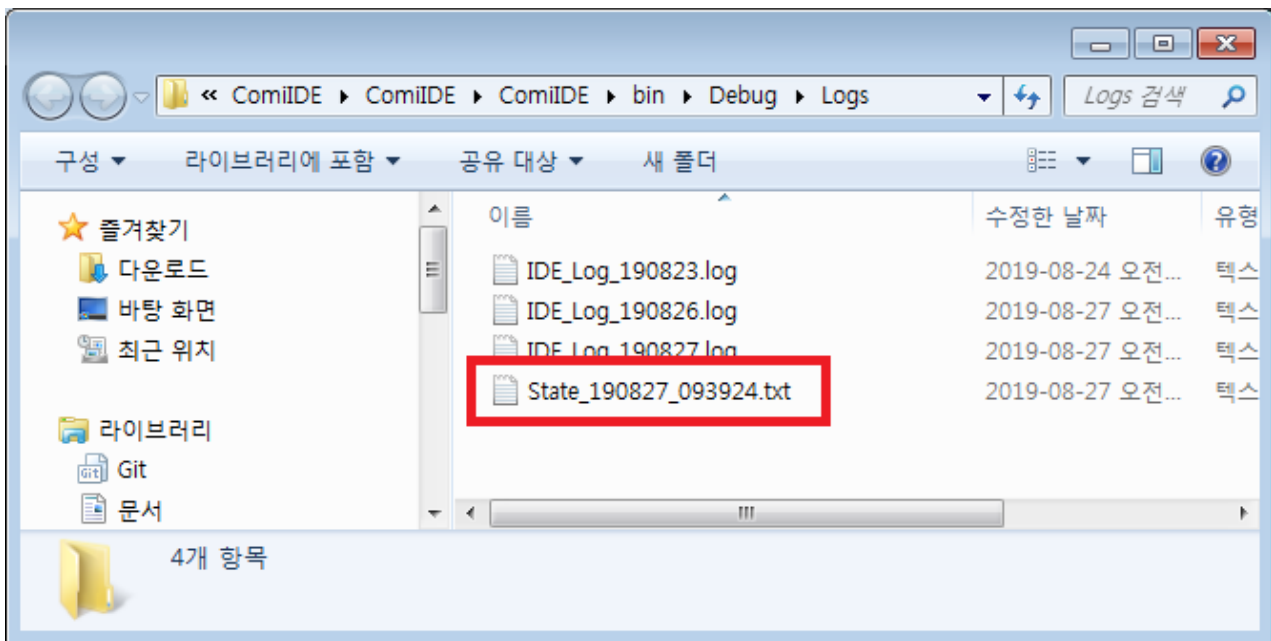 « ComiIDE ▸ ComiIDE ▸ ComiIDE ▸ bin ▸ Debug ▸ Logs
Logs 검색
구성 라이브러리에 포함 공유 대상 새 폴더
즐겨찾기
다운로드
바탕 화면
최근 위치
라이브러리
Git
문서
이름 수정한 날짜 유형
IDE_Log_190823.log 2019-08-24 오전... 텍스
IDE_Log_190826.log 2019-08-27 오전... 텍스
IDE_Log_190827.log 2019-08-27 오전... 텍스
State_190827_093924.txt 2019-08-27 오전... 텍스
4개 항목